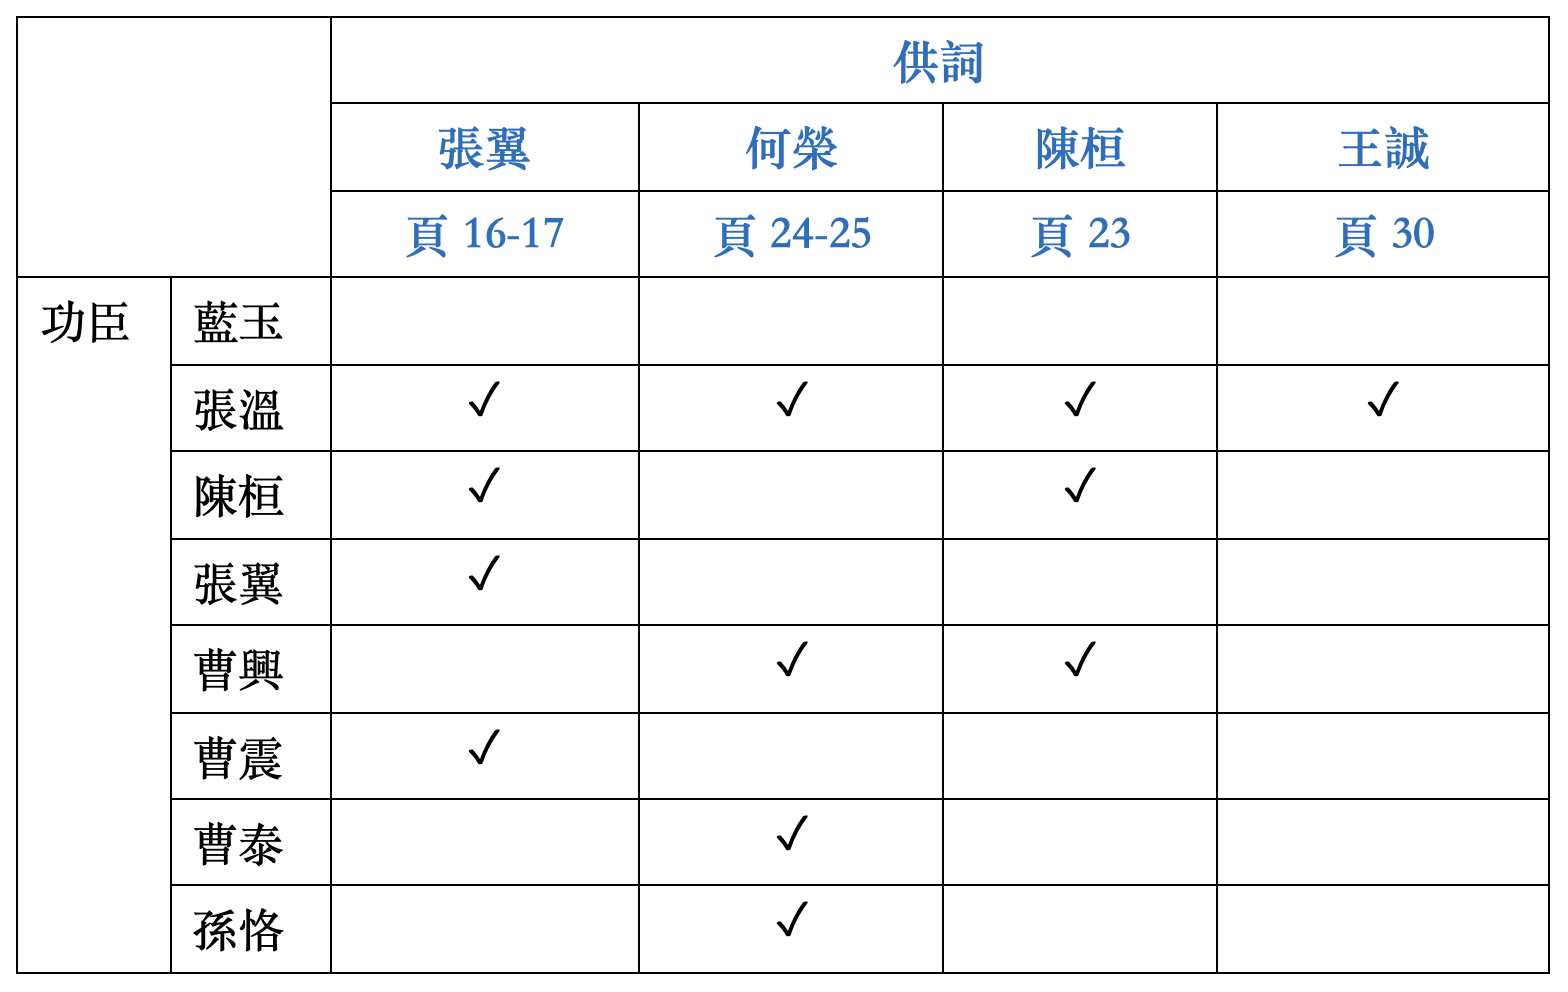 供詞
張翼 何榮 陳桓 王誠
頁 16-17 頁 24-25 頁 23 頁 30
功臣 藍玉
張溫 ✓ ✓ ✓ ✓
陳桓 ✓ ✓
張翼 ✓
曹興 ✓ ✓
曹震 ✓
曹泰 ✓
孫恪 ✓